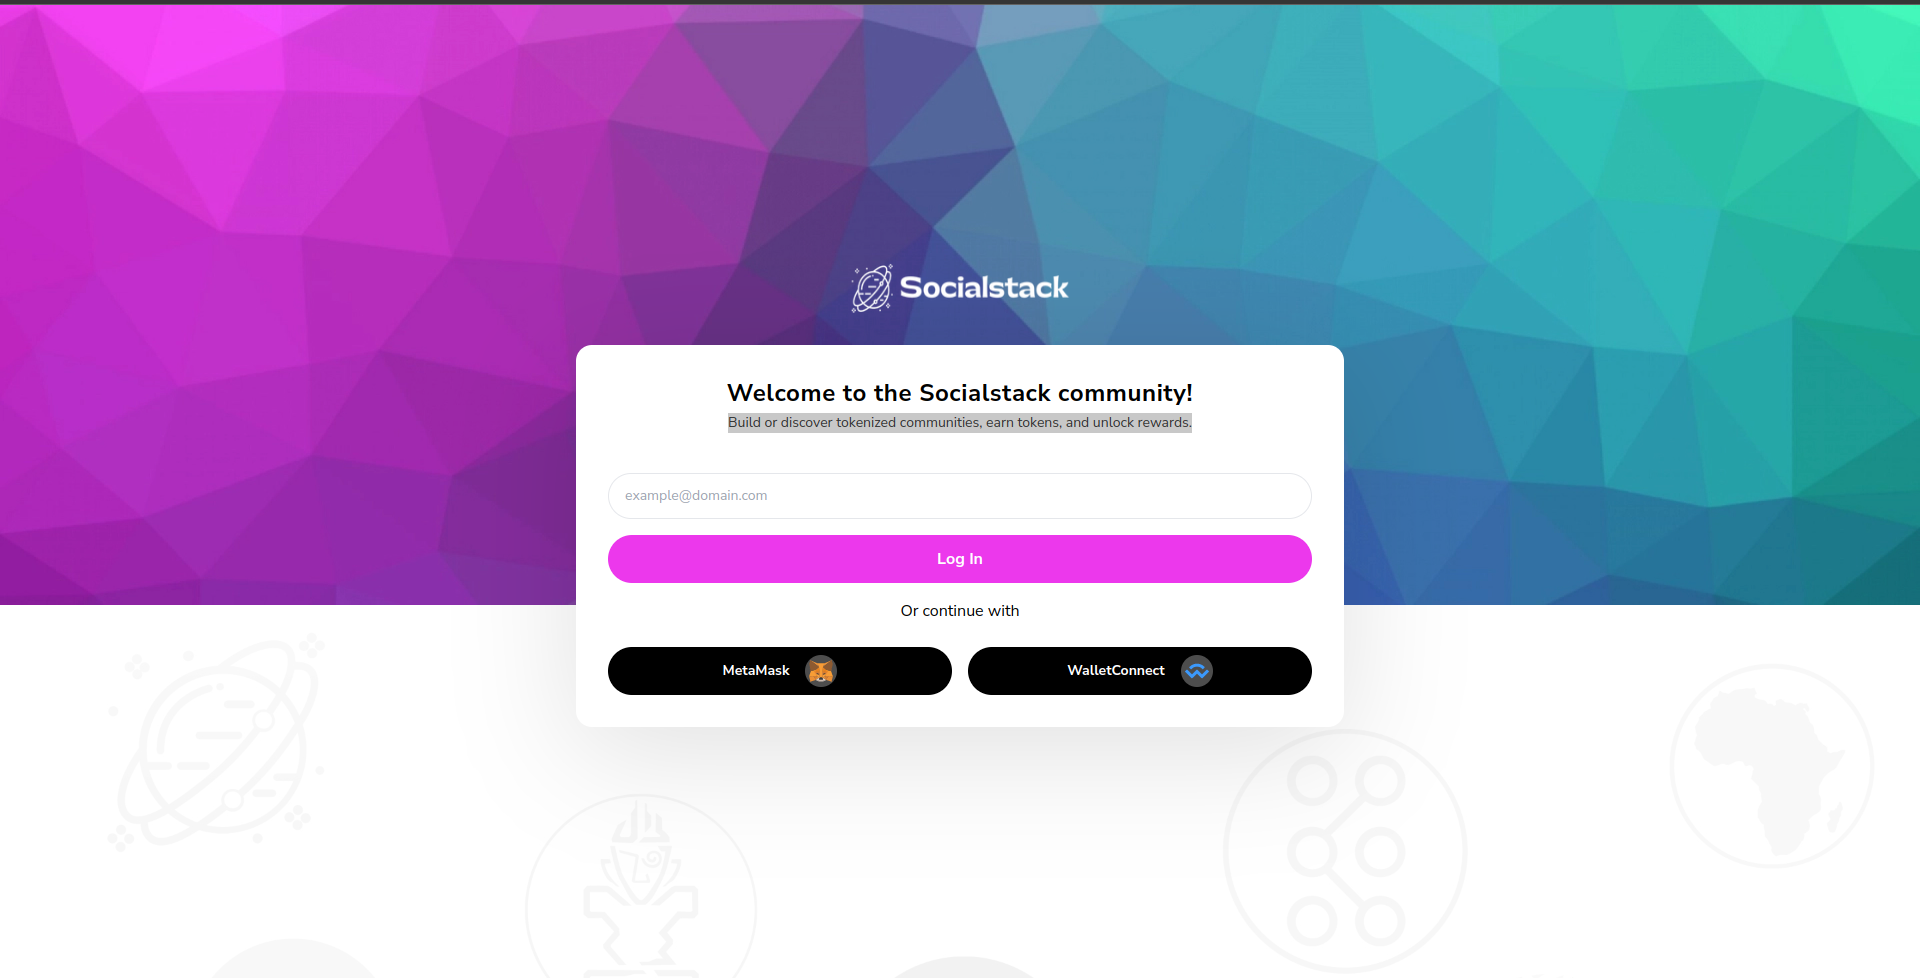 Socialstack
Welcome to the Socialstack community!
Build or discover tokenized communities, earn tokens, and unlock rewards.
example@domain.com
Log In
Or continue with
MetaMask
WalletConnect